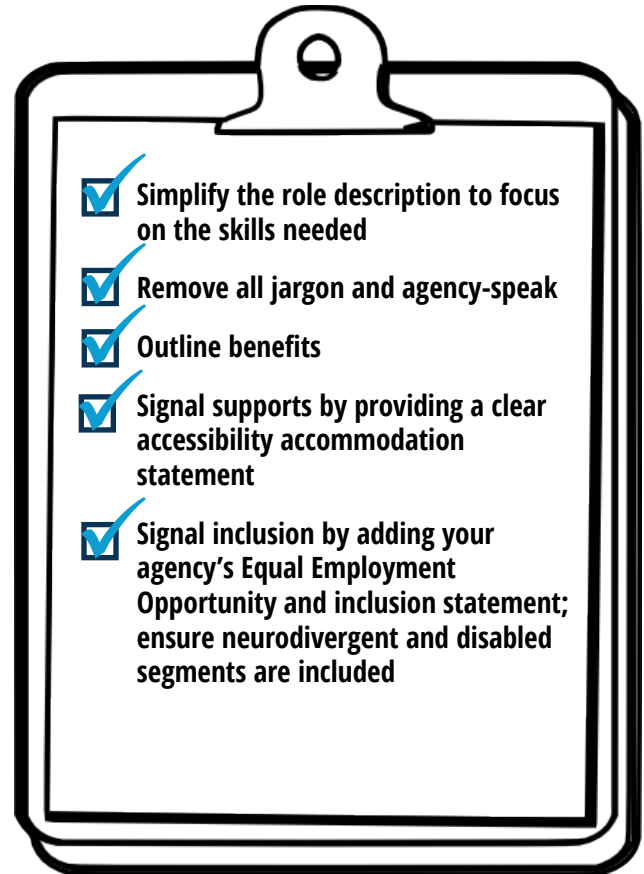 Simplify the role description to focus
on the skills needed
Remove all jargon and agency-speak
Outline benefits
Signal supports by providing a clear
accessibility accommodation
statement
Signal inclusion by adding your
agency’s Equal Employment
Opportunity and inclusion statement;
ensure neurodivergent and disabled
segments are included